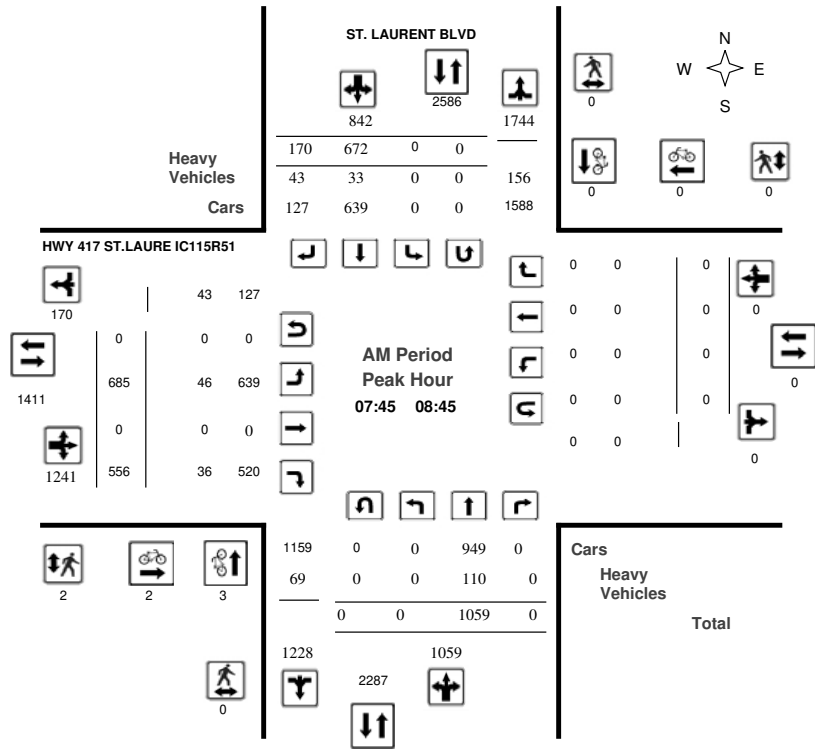 ST. LAURENT BLVD
N
W E
S
2586
0
842 1744
170 672 0 0
Heavy
Vehicles
43 33 0 0 156
Cars
127 639 0 0 1588
0 0 0
HWY 417 ST.LAURE IC115R51
170
43 127
0 0 0
685 46 639
1411
0 0 0
1241
556 36 520
AM Period
Peak Hour
07:45 08:45
0 0 0
0 0 0 0
0 0 0
0
0 0 0
0 0
0
1159 0 0 949 0
69 0 0 110 0
0 0 1059 0
Cars
Heavy
Vehicles
Total
2 2 3
1228 2287 1059
0